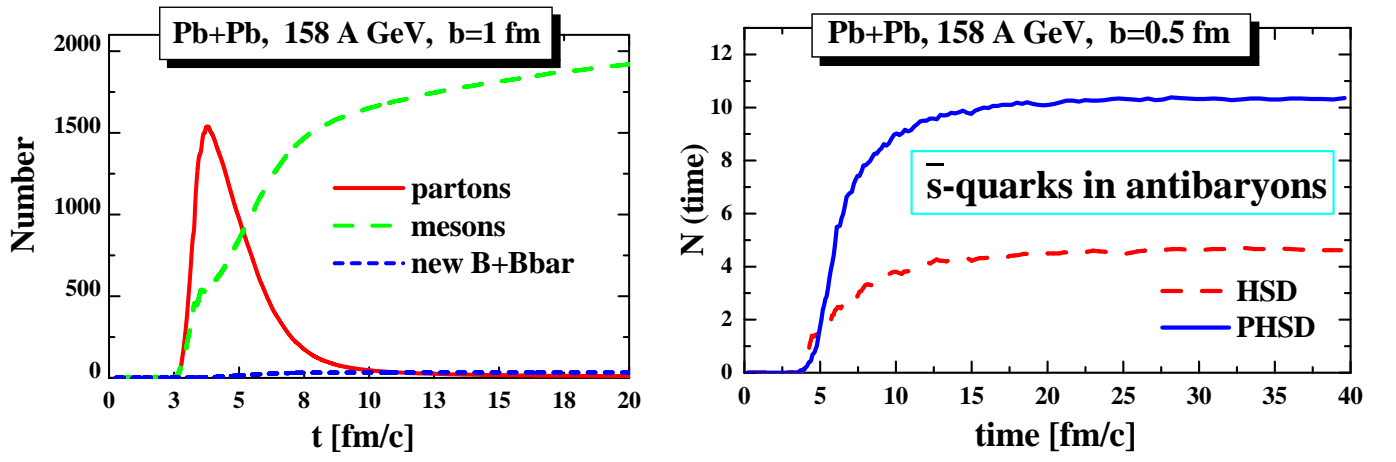 Pb+Pb, 158 A GeV, b=1 fm
2000
1500
1000
500
0
Number
partons
mesons
new B+Bbar
0 3 5 8 10 13 15 18 20
t [fm/c]
Pb+Pb, 158 A GeV, b=0.5 fm
12
10
8
6
4
2
0
N (time)
s̅-quarks in antibaryons
HSD
PHSD
0 5 10 15 20 25 30 35 40
time [fm/c]